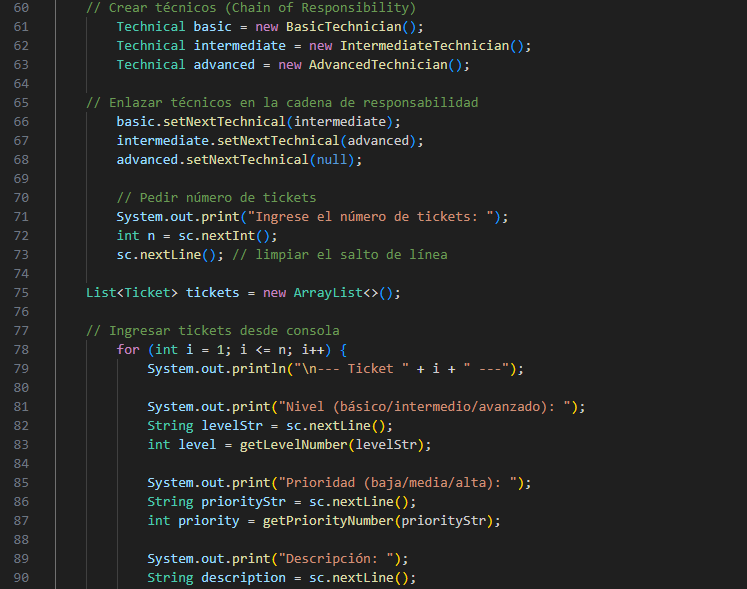 60 // Crear técnicos (Chain of Responsibility)
61 Technical basic = new BasicTechnician();
62 Technical intermediate = new IntermediateTechnician();
63 Technical advanced = new AdvancedTechnician();
64
65 // Enlazar técnicos en la cadena de responsabilidad
66 basic.setNextTechnical(intermediate);
67 intermediate.setNextTechnical(advanced);
68 advanced.setNextTechnical(null);
69
70 // Pedir número de tickets
71 System.out.print("Ingrese el número de tickets: ");
72 int n = sc.nextInt();
73 sc.nextLine(); // limpiar el salto de línea
74
75 List<Ticket> tickets = new ArrayList<>();
76
77 // Ingresar tickets desde consola
78 for (int i = 1; i <= n; i++) {
79 System.out.println("\n--- Ticket " + i + " ---");
80
81 System.out.print("Nivel (básico/intermedio/avanzado): ");
82 String levelStr = sc.nextLine();
83 int level = getLevelNumber(levelStr);
84
85 System.out.print("Prioridad (baja/media/alta): ");
86 String priorityStr = sc.nextLine();
87 int priority = getPriorityNumber(priorityStr);
88
89 System.out.print("Descripción: ");
90 String description = sc.nextLine();